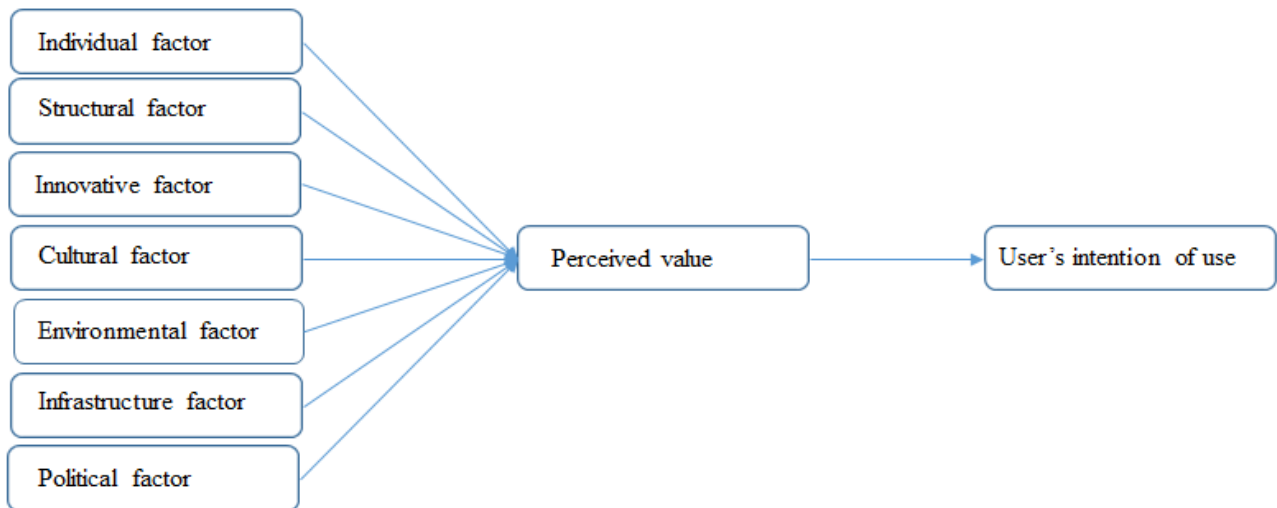 Individual factor
Structural factor
Innovative factor
Cultural factor
Perceived value
User's intention of use
Environmental factor
Infrastructure factor
Political factor